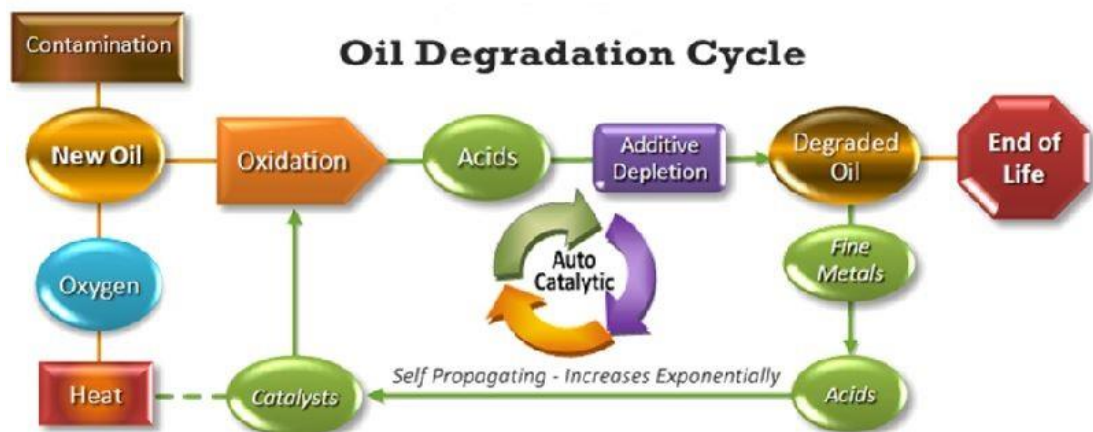 Contamination
Oil Degradation Cycle
New Oil
Oxidation
Acids
Additive
Depletion
Degraded
Oil
End of
Life
Oxygen
Auto
Catalytic
Fine
Metals
Heat
Catalysts
Self Propagating - Increases Exponentially
Acids